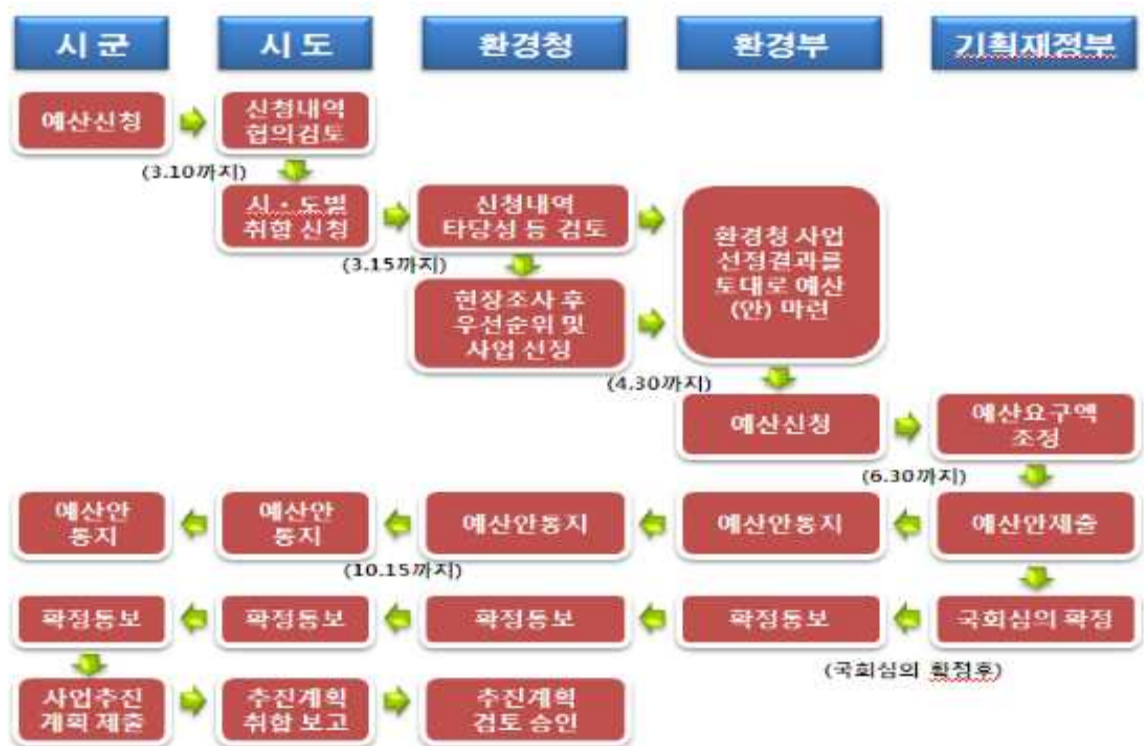 시 군
시 도
환경청
환경부
기획재정부
예산신청
신청내역
협의검토
(3.10까지)
시·도별
취합 신청
신청내역
타당성 등 검토
환경청 사업
선정결과를
토대로 예산
(안) 마련
(3.15까지)
현장조사 후
우선순위 및
사업 선정
(4.30까지)
예산신청
예산요구액
조정
(6.30까지)
예산안
통지
예산안
통지
예산안통지
예산안통지
예산안제출
(10.15까지)
확정통보
확정통보
확정통보
확정통보
국회심의 확정
(국회심의 확정후)
사업추진
계획 제출
추진계획
취합 보고
추진계획
검토 승인